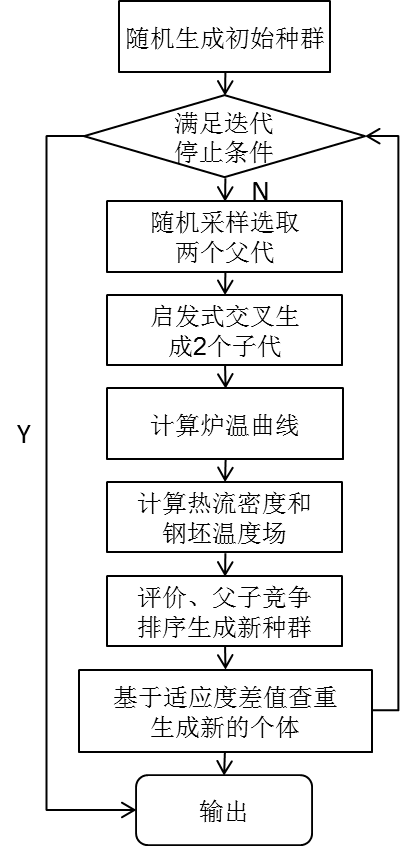 随机生成初始种群
满足迭代
停止条件
N
随机采样选取
两个父代
启发式交叉生
成2个子代
Y
计算炉温曲线
计算热流密度和
钢坯温度场
评价、父子竞争
排序生成新种群
基于适应度差值查重
生成新的个体
输出